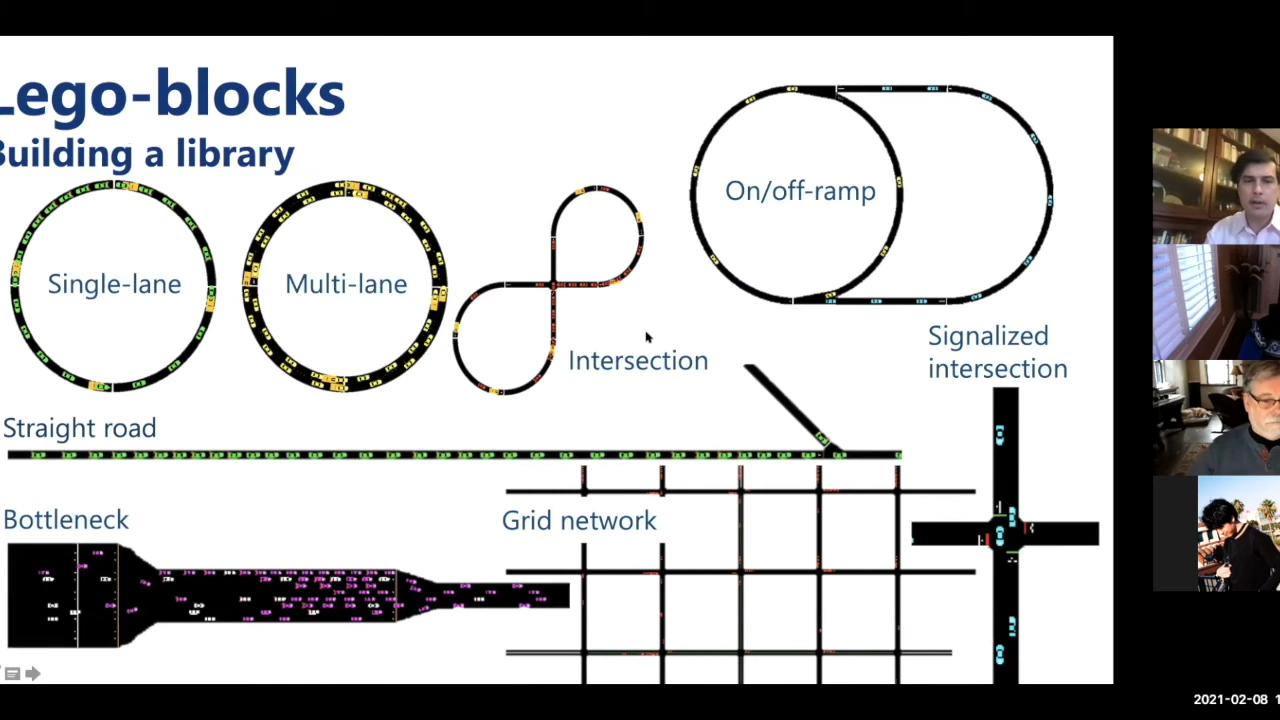 Lego-blocks
Building a library
On/off-ramp
Single-lane
Multi-lane
Intersection
Signalized
intersection
Straight road
Bottleneck
Grid network
2021-02-08 1